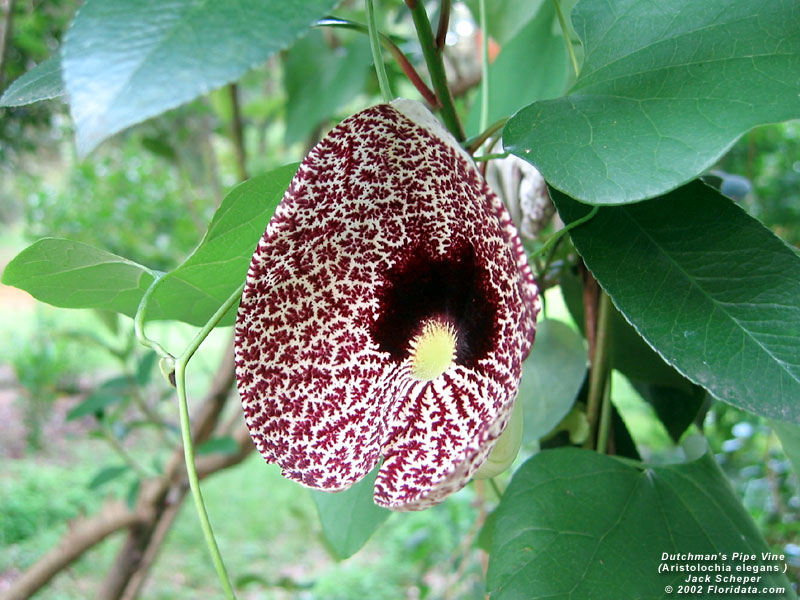 Dutchman's Pipe Vine
(Aristolochia elegans )
Jack Scheper
© 2002 Floridata.com